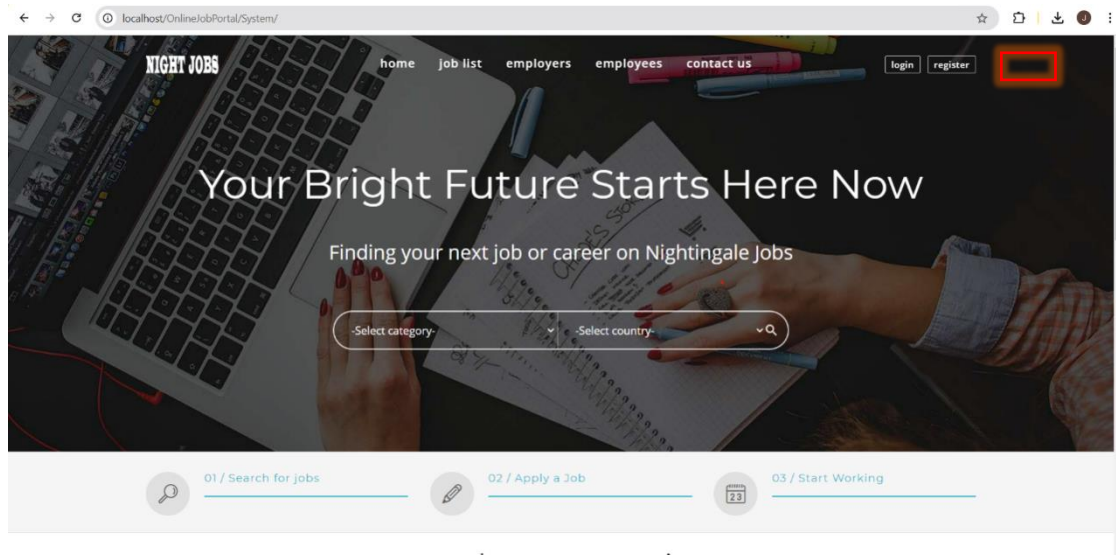 localhost/OnlineJobPortal/System/
J
NIGHT JOBS
home job list employers employees contact us
login register
Your Bright Future Starts Here Now
Finding your next job or career on Nightingale Jobs
-Select category- -Select country-
01 / Search for jobs
02 / Apply a Job
23
03 / Start Working